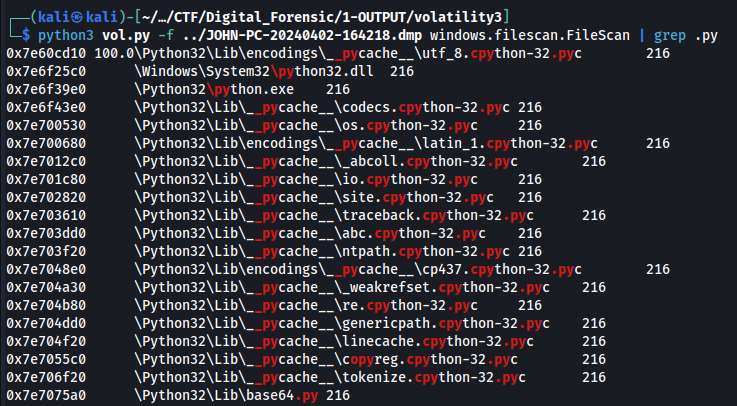 ┌──(kali㉿kali)-[~/…/CTF/Digital_Forensic/1-OUTPUT/volatility3]
└─$ python3 vol.py -f ../JOHN-PC-20240402-164218.dmp windows.filescan.FileScan | grep .py
0x7e60cd10 100.0\Python32\Lib\encodings\__pycache__\utf_8.cpython-32.pyc 216
0x7e6f25c0 \Windows\System32\python32.dll 216
0x7e6f39e0 \Python32\python.exe 216
0x7e6f43e0 \Python32\Lib\__pycache__\codecs.cpython-32.pyc 216
0x7e700530 \Python32\Lib\__pycache__\os.cpython-32.pyc 216
0x7e700680 \Python32\Lib\encodings\__pycache__\latin_1.cpython-32.pyc 216
0x7e7012c0 \Python32\Lib\__pycache__\_abcoll.cpython-32.pyc 216
0x7e701c80 \Python32\Lib\__pycache__\io.cpython-32.pyc 216
0x7e702820 \Python32\Lib\__pycache__\site.cpython-32.pyc 216
0x7e703610 \Python32\Lib\__pycache__\traceback.cpython-32.pyc 216
0x7e703dd0 \Python32\Lib\__pycache__\abc.cpython-32.pyc 216
0x7e703f20 \Python32\Lib\__pycache__\ntpath.cpython-32.pyc 216
0x7e7048e0 \Python32\Lib\encodings\__pycache__\cp437.cpython-32.pyc 216
0x7e704a30 \Python32\Lib\__pycache__\_weakrefset.cpython-32.pyc 216
0x7e704b80 \Python32\Lib\__pycache__\re.cpython-32.pyc 216
0x7e704dd0 \Python32\Lib\__pycache__\genericpath.cpython-32.pyc 216
0x7e704f20 \Python32\Lib\__pycache__\linecache.cpython-32.pyc 216
0x7e7055c0 \Python32\Lib\__pycache__\copyreg.cpython-32.pyc 216
0x7e706f20 \Python32\Lib\__pycache__\tokenize.cpython-32.pyc 216
0x7e7075a0 \Python32\Lib\base64.py 216